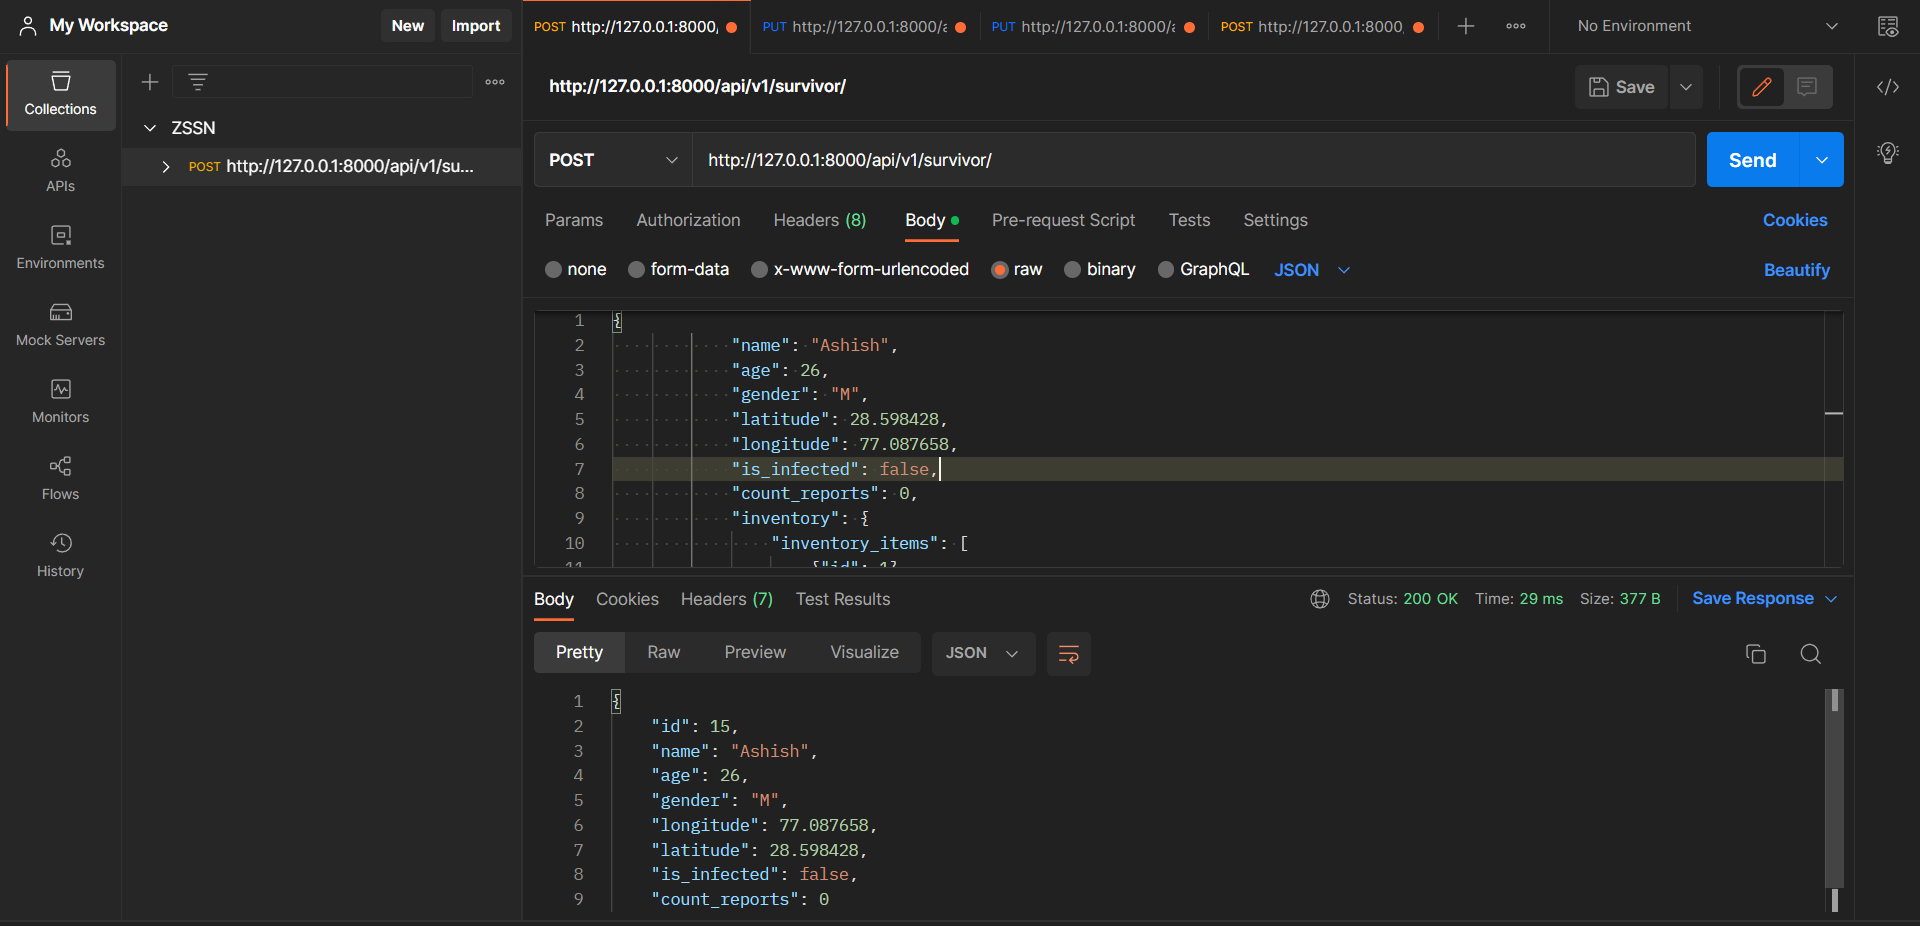 My Workspace
New
Import
POST http://127.0.0.1:8000/
PUT http://127.0.0.1:8000/a
PUT http://127.0.0.1:8000/a
POST http://127.0.0.1:8000
No Environment
Collections
APIs
Environments
Mock Servers
Monitors
Flows
History
ZSSN
POST http://127.0.0.1:8000/api/v1/su...
http://127.0.0.1:8000/api/v1/survivor/
Save
POST
http://127.0.0.1:8000/api/v1/survivor/
Send
Params
Authorization
Headers (8)
Body
Pre-request Script
Tests
Settings
Cookies
none
form-data
x-www-form-urlencoded
raw
binary
GraphQL
JSON
Beautify
1 {
2 "name": "Ashish",
3 "age": 26,
4 "gender": "M",
5 "latitude": 28.598428,
6 "longitude": 77.087658,
7 "is_infected": false,
8 "count_reports": 0,
9 "inventory": {
10 "inventory_items": [
11 {"id": 1}
Body
Cookies
Headers (7)
Test Results
Status: 200 OK
Time: 29 ms
Size: 377 B
Save Response
Pretty
Raw
Preview
Visualize
JSON
1 {
2 "id": 15,
3 "name": "Ashish",
4 "age": 26,
5 "gender": "M",
6 "longitude": 77.087658,
7 "latitude": 28.598428,
8 "is_infected": false,
9 "count_reports": 0